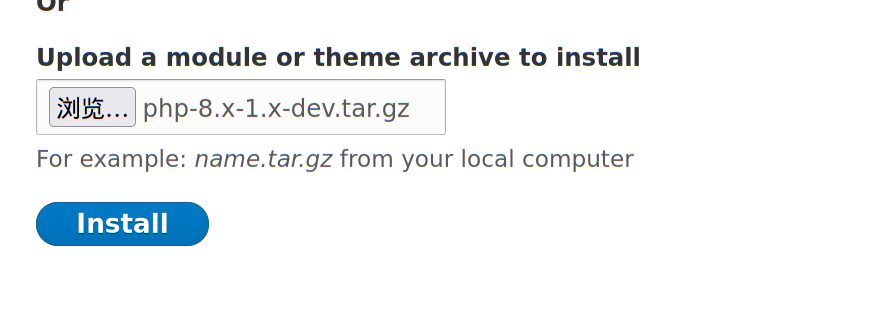 Or
Upload a module or theme archive to install
浏览… php-8.x-1.x-dev.tar.gz
For example: name.tar.gz from your local computer
Install